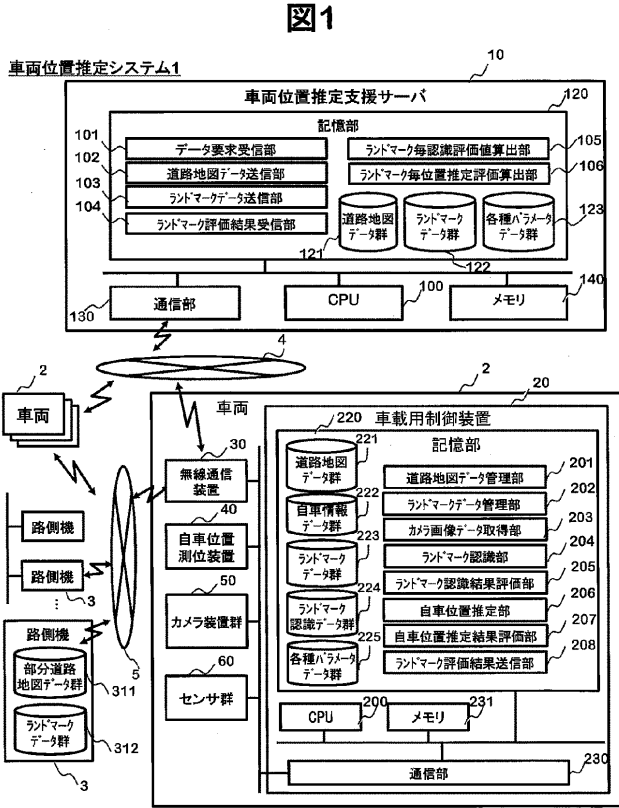 図1
車両位置推定システム1
10
車両位置推定支援サーバ
120
記憶部
101
データ要求受信部
102
道路地図データ送信部
103
ランドマークデータ送信部
104
ランドマーク評価結果受信部
ランドマーク毎認識評価値算出部
105
ランドマーク毎位置推定評価算出部
106
道路地図
データ群
121
ランドマーク
データ群
122
各種パラメータ
データ群
123
130
通信部
CPU
100
メモリ
140
4
2
車両
路側機
路側機
3
…
路側機
部分道路
地図データ群
311
ランドマーク
データ群
312
3
5
2
車両
20
車載用制御装置
30
無線通信
装置
40
自車位置
測位装置
50
カメラ装置群
60
センサ群
220
記憶部
221
道路地図
データ群
222
自車情報
データ群
223
ランドマーク
データ群
224
ランドマーク
認識データ群
225
各種パラメータ
データ群
道路地図データ管理部
201
ランドマークデータ管理部
202
カメラ画像データ取得部
203
ランドマーク認識部
204
ランドマーク認識結果評価部
205
自車位置推定部
206
自車位置推定結果評価部
207
ランドマーク評価結果送信部
208
CPU
200
メモリ
231
通信部
230